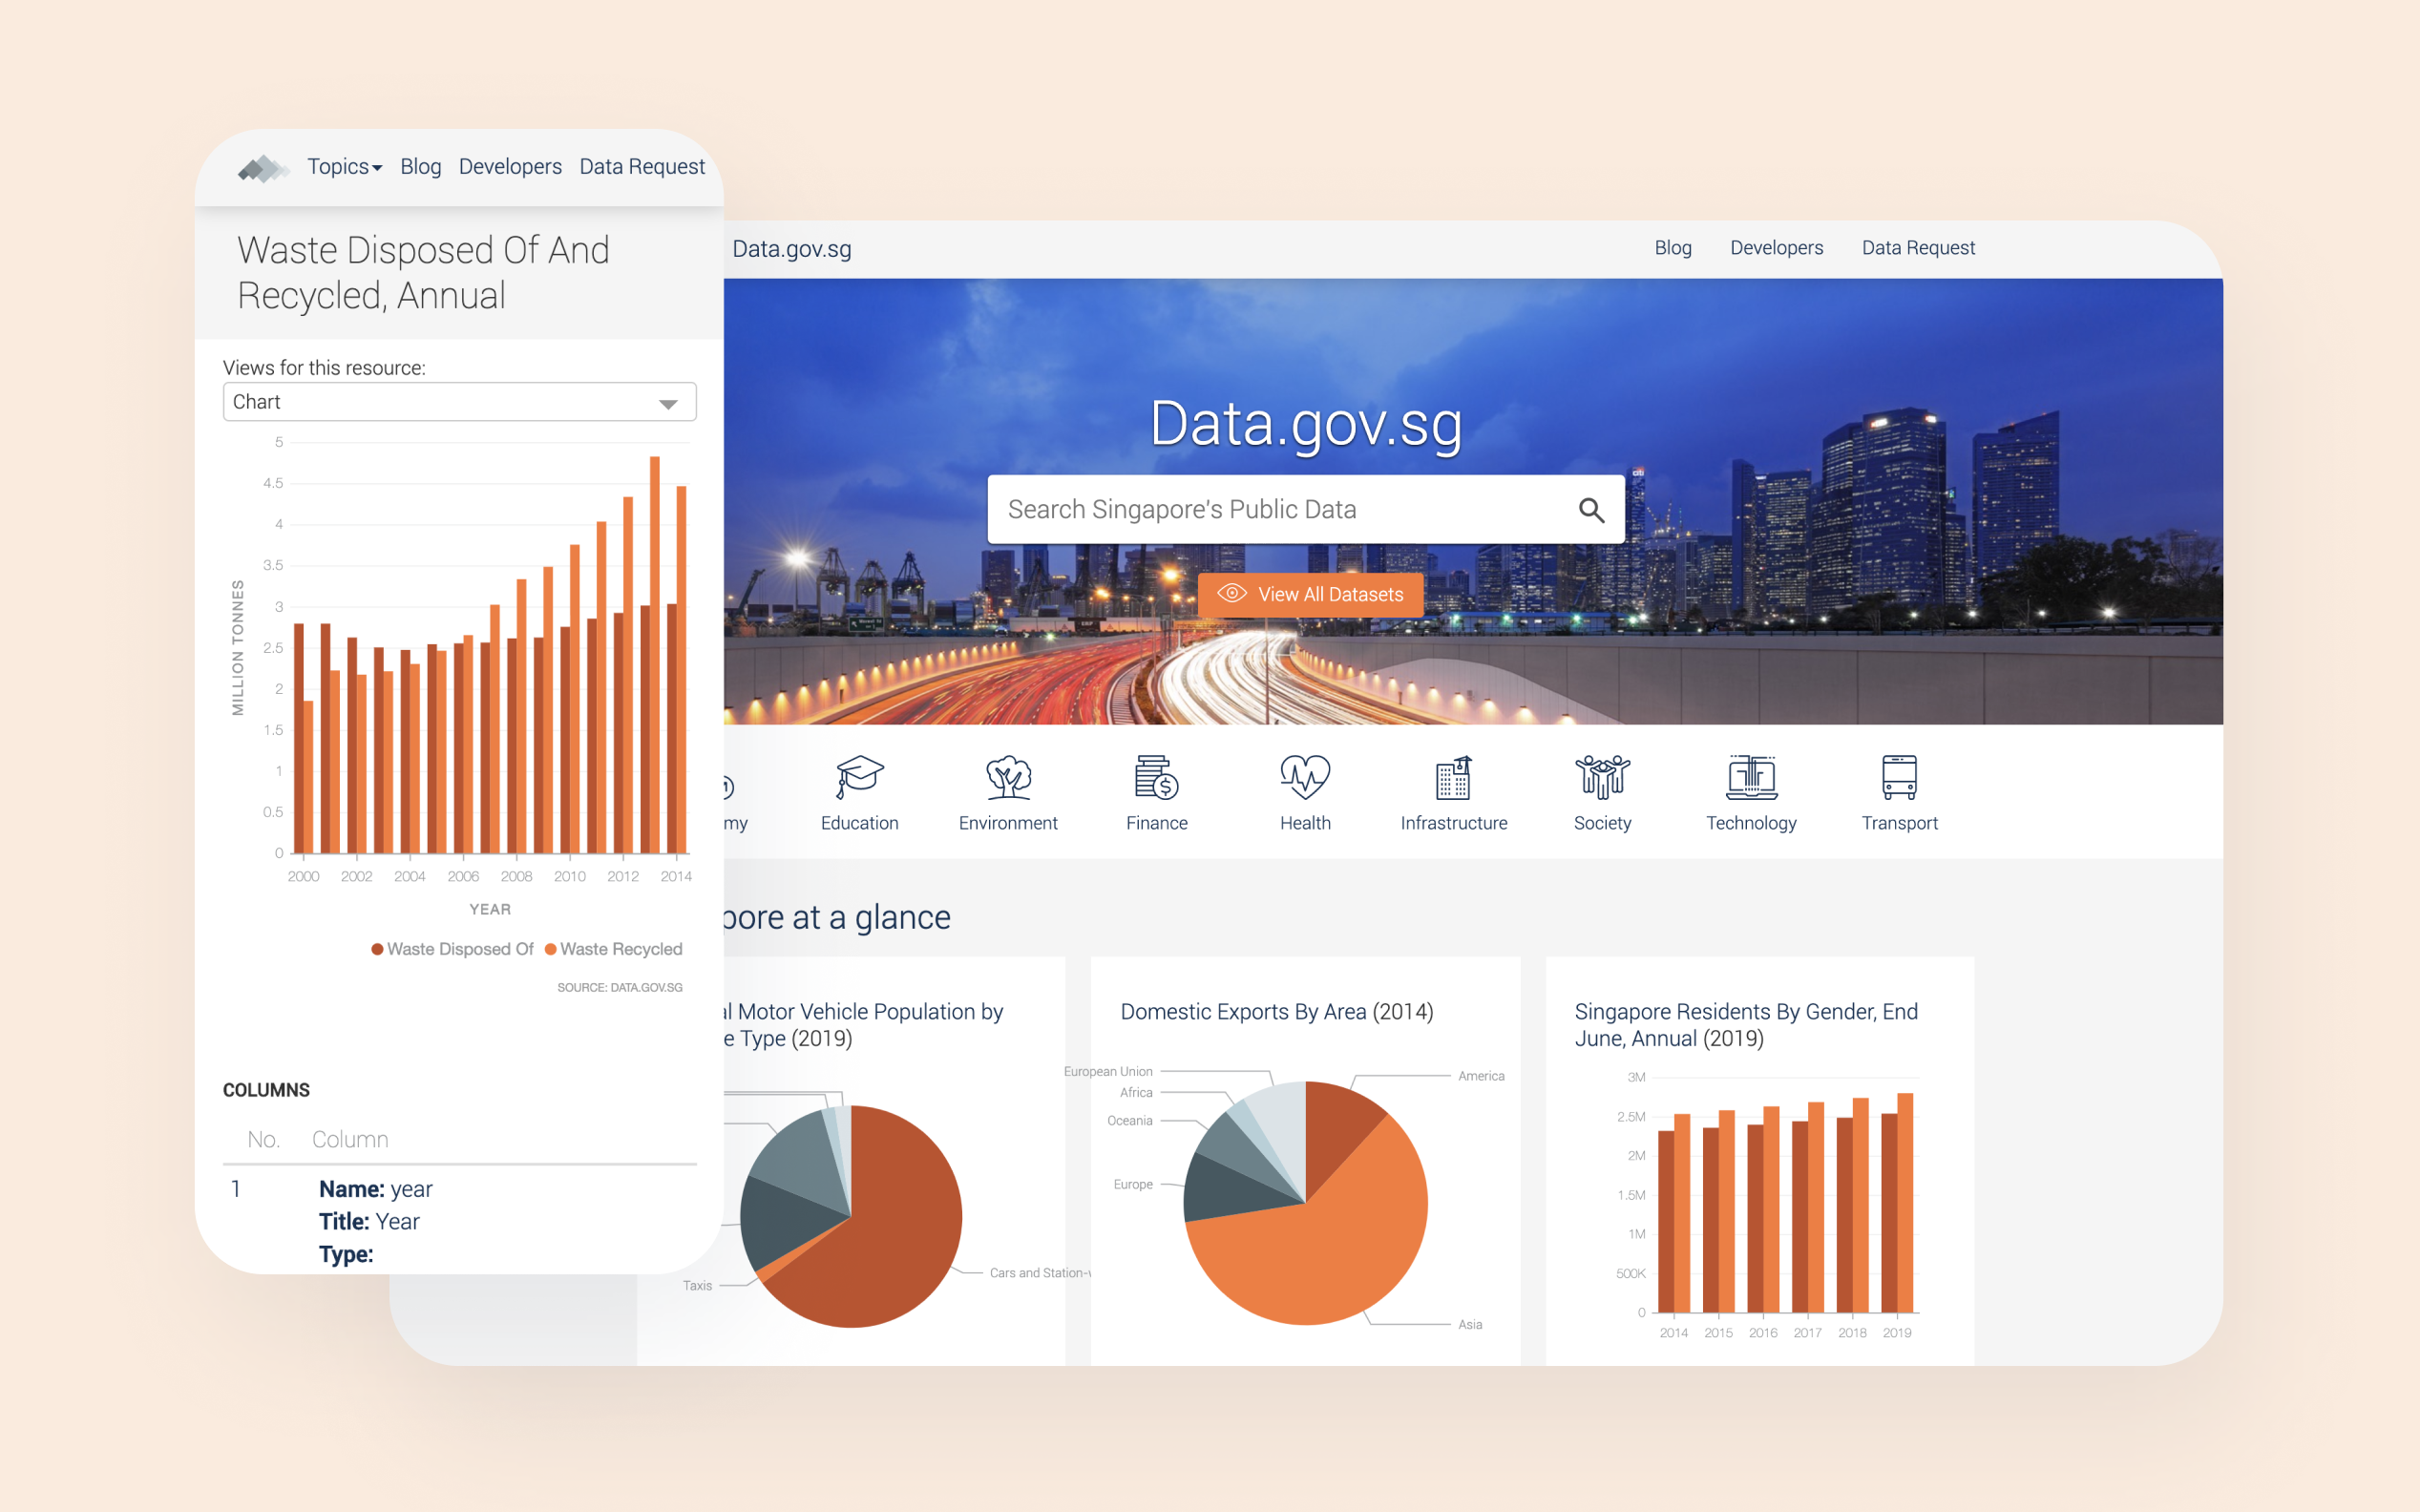 Topics
Blog
Developers
Data Request
Waste Disposed Of And
Recycled, Annual
Views for this resource:
Chart
5
4.5
4
3.5
3
2.5
2
1.5
1
0.5
0
MILLION TONNES
2000 2002 2004 2006 2008 2010 2012 2014
YEAR
Waste Disposed Of Waste Recycled
SOURCE: DATA.GOV.SG
COLUMNS
No. Column
1 Name: year
Title: Year
Type:
Data.gov.sg
Blog
Developers
Data Request
Data.gov.sg
Search Singapore's Public Data
View All Datasets
citi
my
Education
Environment
Finance
Health
Infrastructure
Society
Technology
Transport
pore at a glance
al Motor Vehicle Population by
e Type (2019)
Taxis
Cars and Station-
Domestic Exports By Area (2014)
European Union
Africa
Oceania
Europe
America
Asia
Singapore Residents By Gender, End
June, Annual (2019)
3M
2.5M
2M
1.5M
1M
500K
0
2014 2015 2016 2017 2018 2019